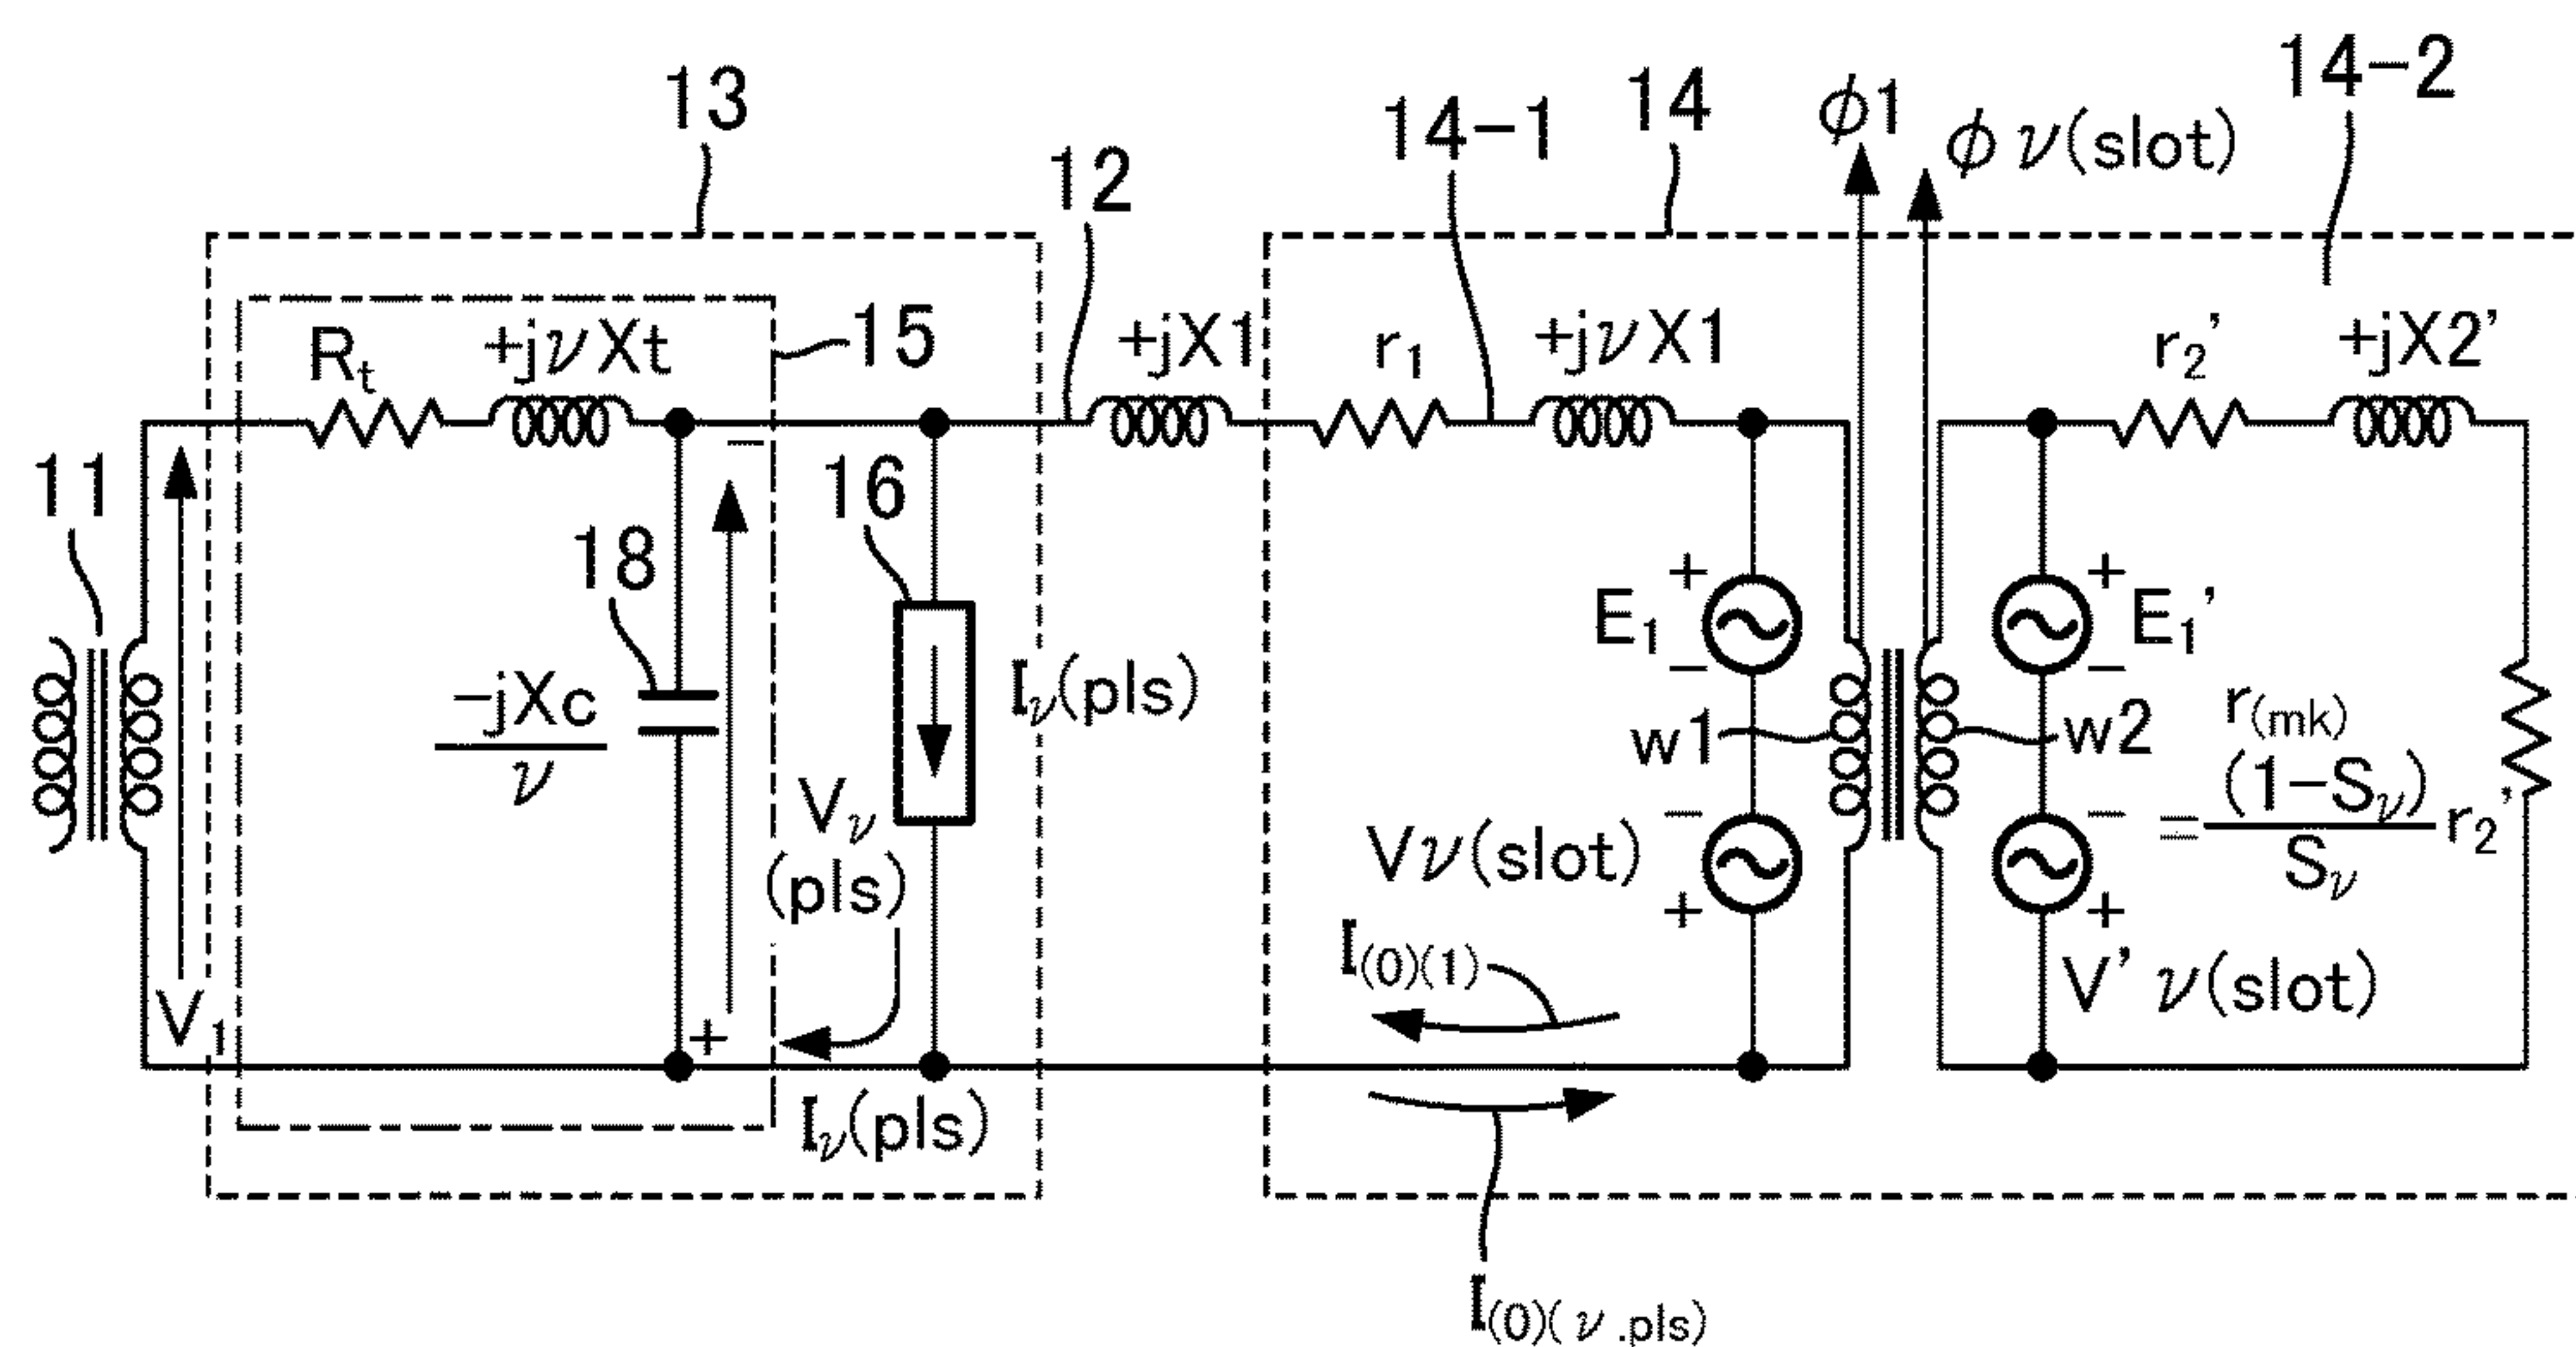 13
14
14-1
14-2
ϕ1
ϕν(slot)
12
15
Rt
+jνXt
+jX1
r1
+jνX1
r2'
+jX2'
11
16
18
-jXc
ν
Iν(pls)
Vν
(pls)
V1
+
−
Iν(pls)
+
E1
−
w1
−
Vν(slot)
+
+
E1'
−
w2
−
+
V'ν(slot)
r(mk)
=(1-Sν)
Sν
r2'
I(0)(1)
I(0)(ν.pls)